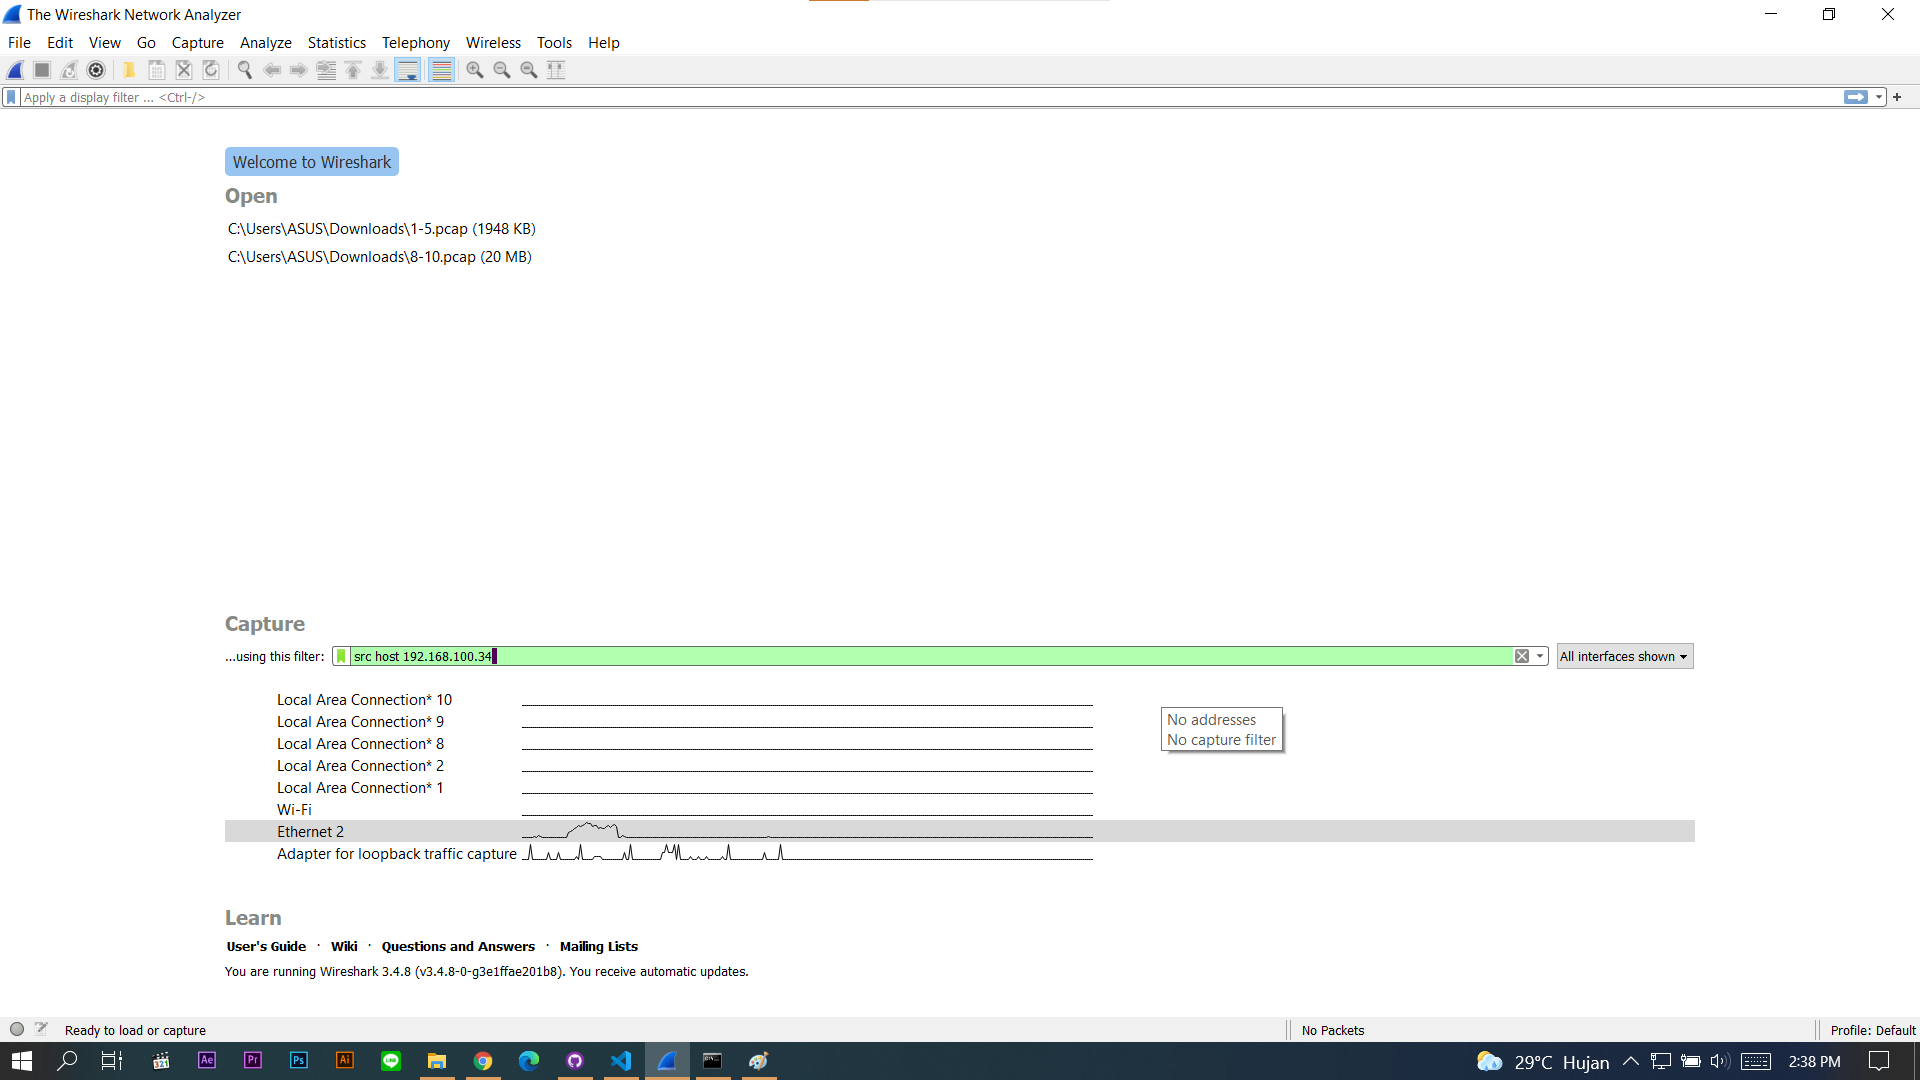 The Wireshark Network Analyzer
File Edit View Go Capture Analyze Statistics Telephony Wireless Tools Help
Apply a display filter ... <Ctrl-/>
Welcome to Wireshark
Open
C:\Users\ASUS\Downloads\1-5.pcap (1948 KB)
C:\Users\ASUS\Downloads\8-10.pcap (20 MB)
Capture
...using this filter: src host 192.168.100.34 All interfaces shown
Local Area Connection* 10
Local Area Connection* 9
Local Area Connection* 8
Local Area Connection* 2
Local Area Connection* 1
Wi-Fi
Ethernet 2
Adapter for loopback traffic capture
No addresses
No capture filter
Learn
User's Guide · Wiki · Questions and Answers · Mailing Lists
You are running Wireshark 3.4.8 (v3.4.8-0-g3e1ffae201b8). You receive automatic updates.
Ready to load or capture No Packets Profile: Default
321 Ae Pr Ps Ai LINE 29°C Hujan 2:38 PM